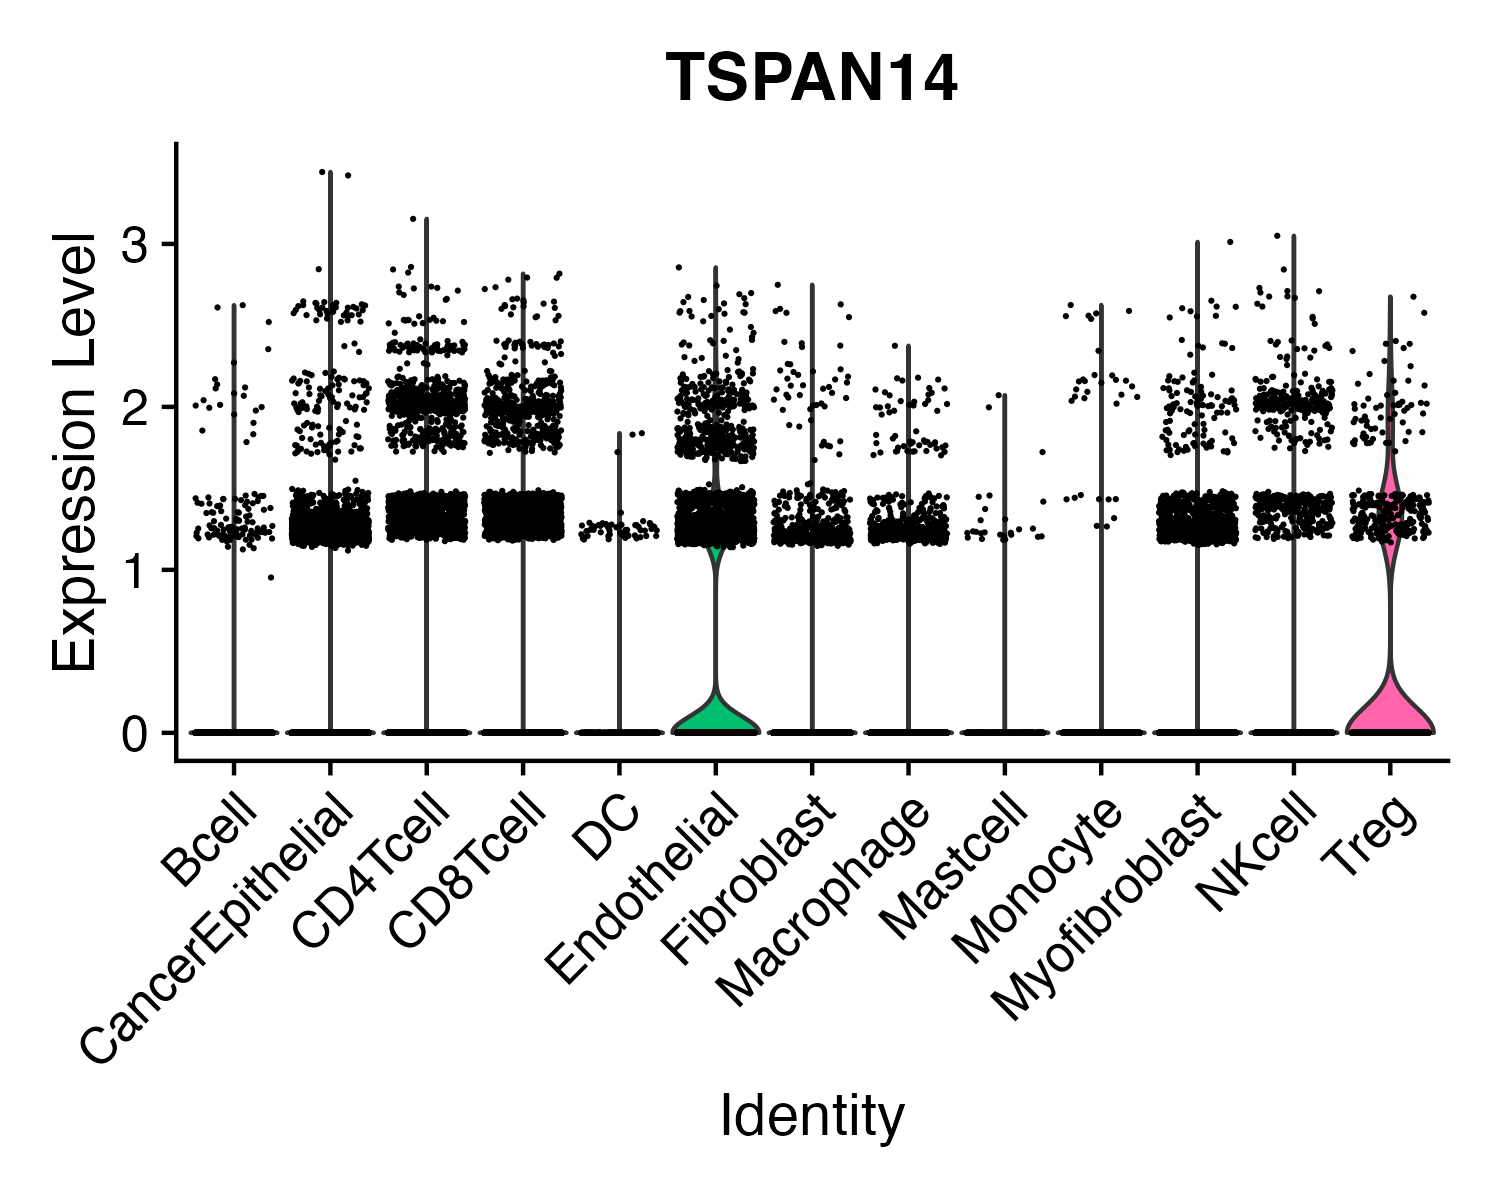 TSPAN14
Expression Level
3
2
1
0
Bcell
CancerEpithelial
CD4Tcell
CD8Tcell
DC
Endothelial
Fibroblast
Macrophage
Mastcell
Monocyte
Myofibroblast
NKcell
Treg
Identity